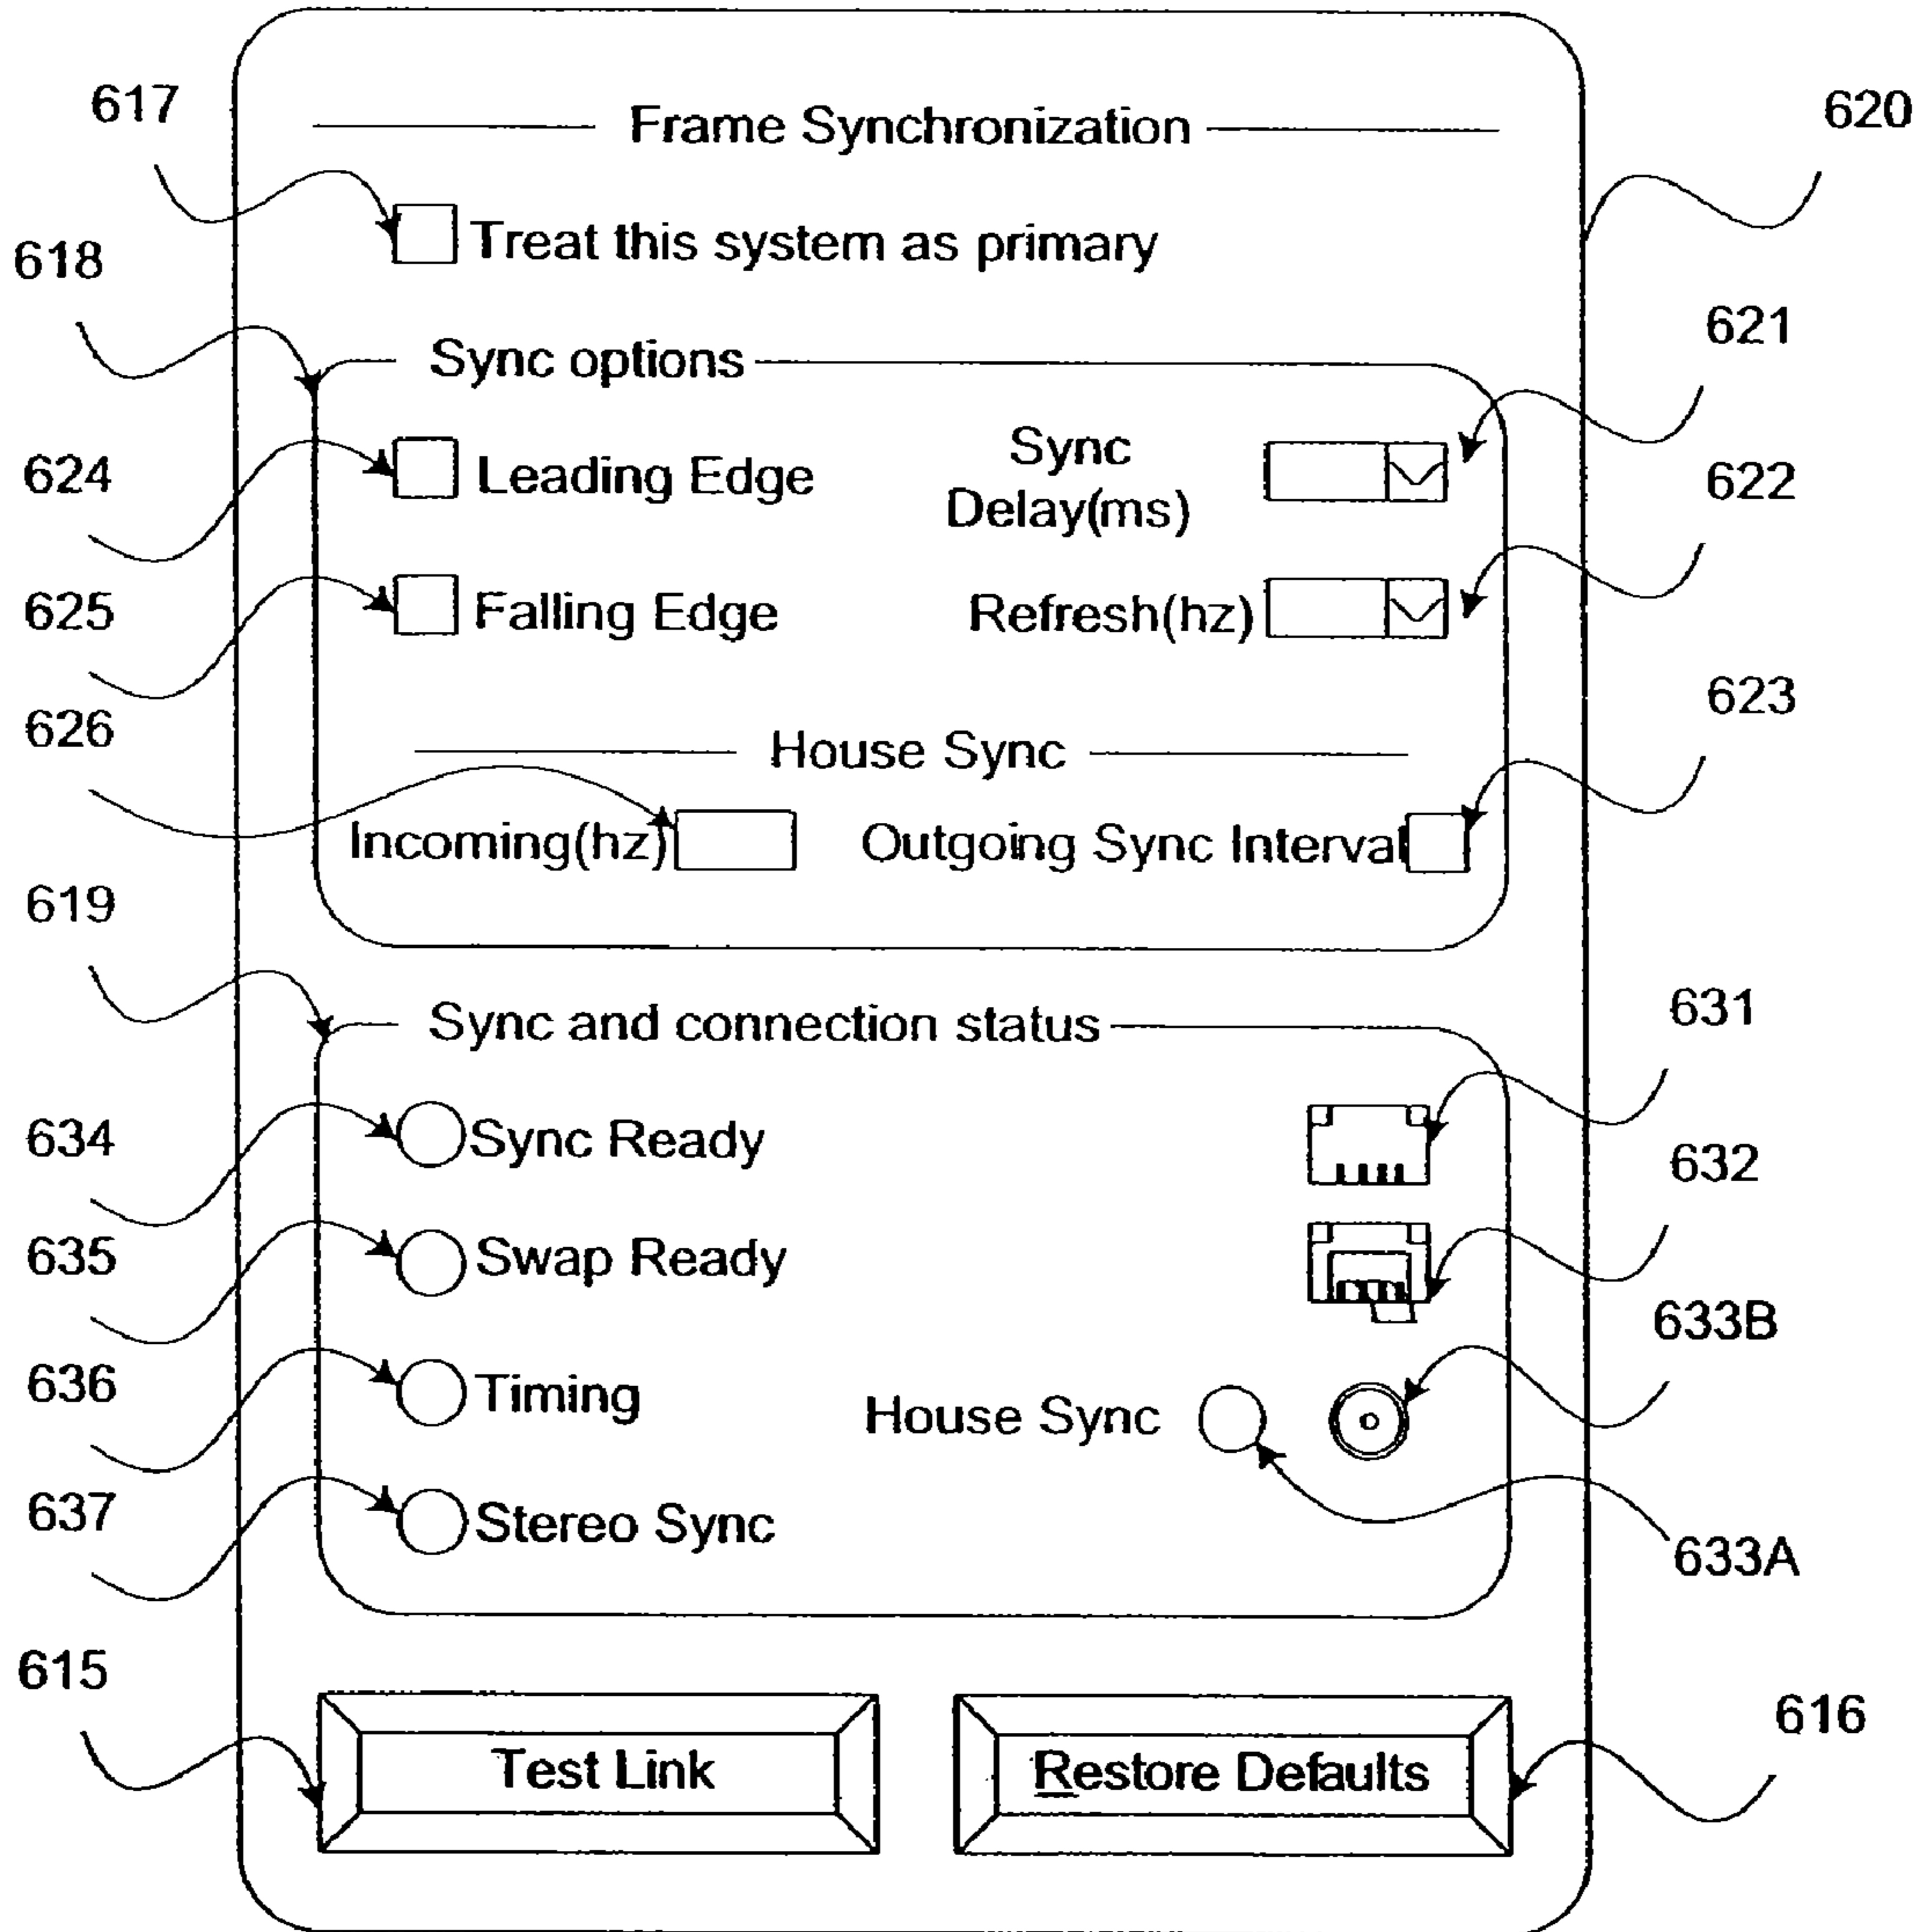 617
Frame Synchronization
620
Treat this system as primary
618
621
Sync options
624
Leading Edge
Sync
Delay(ms)
622
625
Falling Edge
Refresh(hz)
623
626
House Sync
Incoming(hz)
Outgoing Sync Interval
619
631
Sync and connection status
634
Sync Ready
632
635
Swap Ready
633B
636
Timing
House Sync
637
Stereo Sync
633A
615
616
Test Link
Restore Defaults